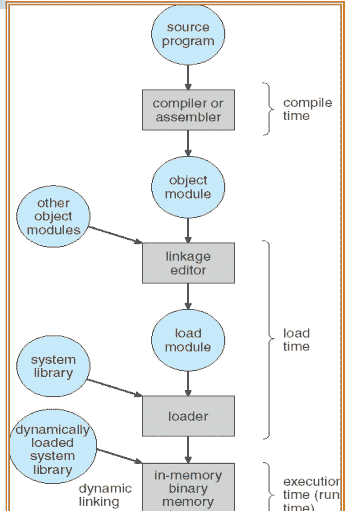 source
program
compiler or
assembler
compile
time
object
module
other
object
modules
linkage
editor
load
module
load
time
system
library
loader
dynamically
loaded
system
library
dynamic
linking
in-memory
binary
memory
execution
time (run
time)